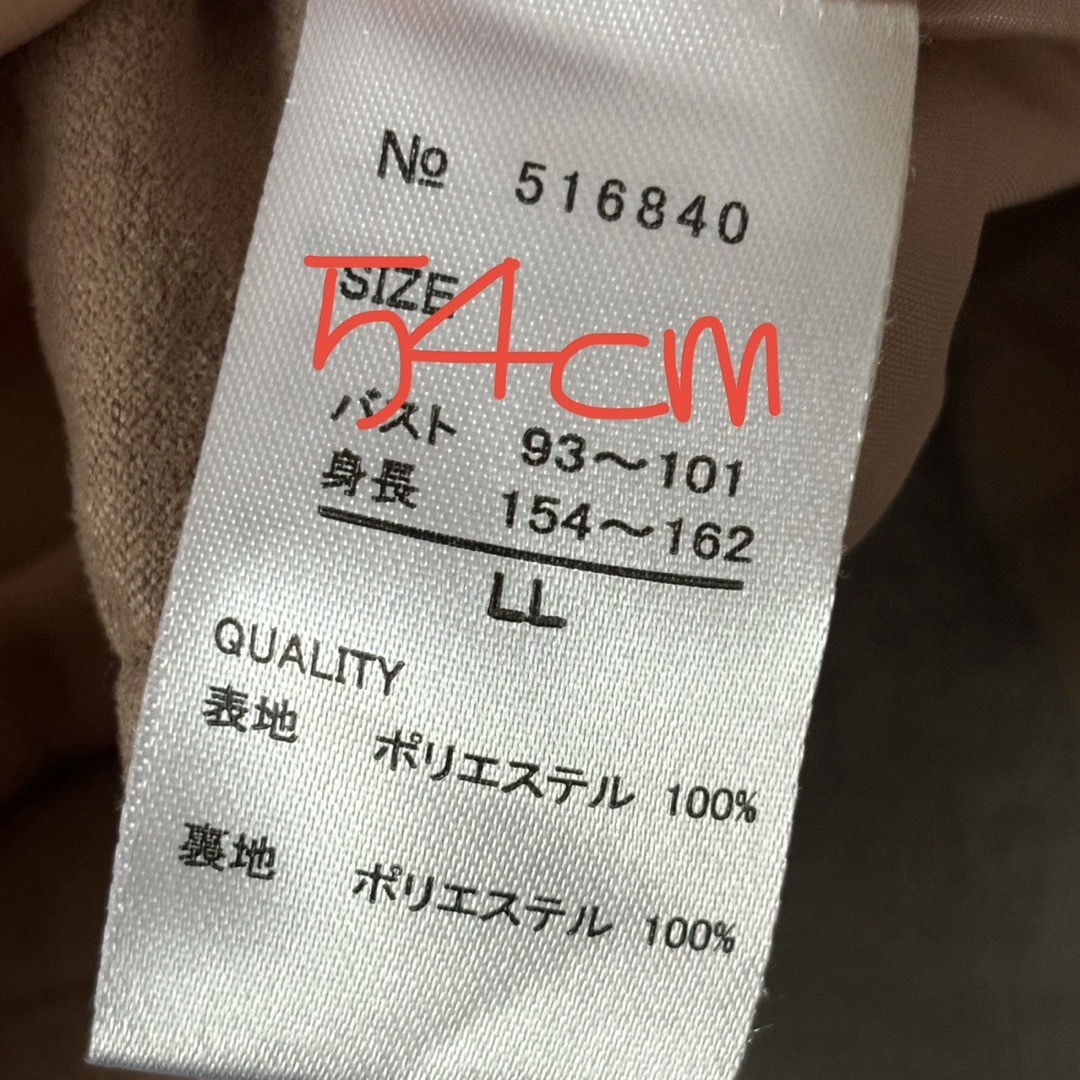 № 516840
SIZE
54cm
バスト 93～101
身長 154～162
LL
QUALITY
表地 ポリエステル 100%
裏地 ポリエステル 100%